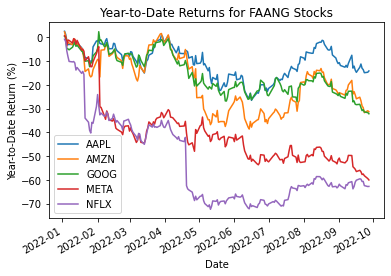 Year-to-Date Returns for FAANG Stocks
Year-to-Date Return (%)
0
−10
−20
−30
−40
−50
−60
−70
AAPL
AMZN
GOOG
META
NFLX
2022-01
2022-02
2022-03
2022-04
2022-05
2022-06
2022-07
2022-08
2022-09
2022-10
Date